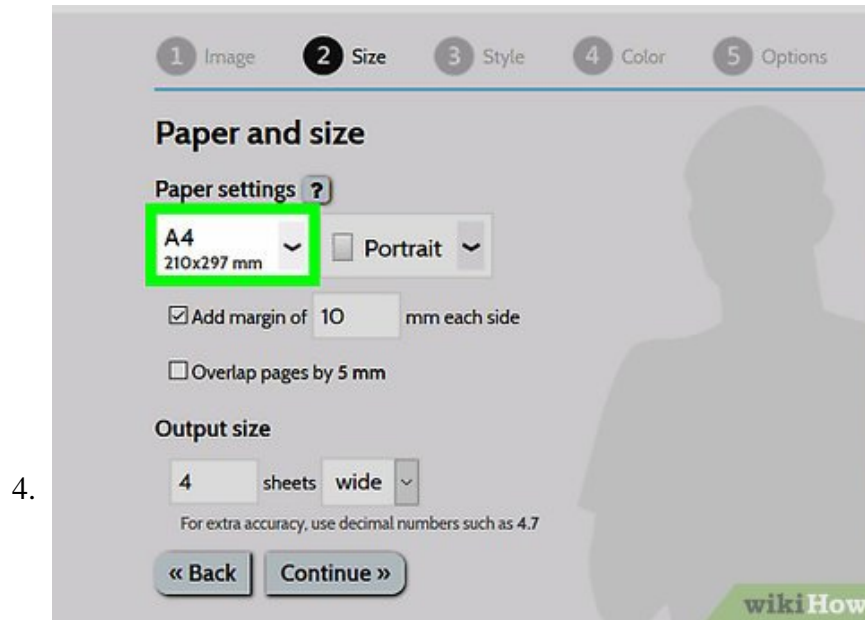 1 Image 2 Size 3 Style 4 Color 5 Options
Paper and size
Paper settings ?
A4
210x297 mm
Portrait
Add margin of 10 mm each side
Overlap pages by 5 mm
Output size
4.
4 sheets wide
For extra accuracy, use decimal numbers such as 4.7
« Back Continue »
wikiHow